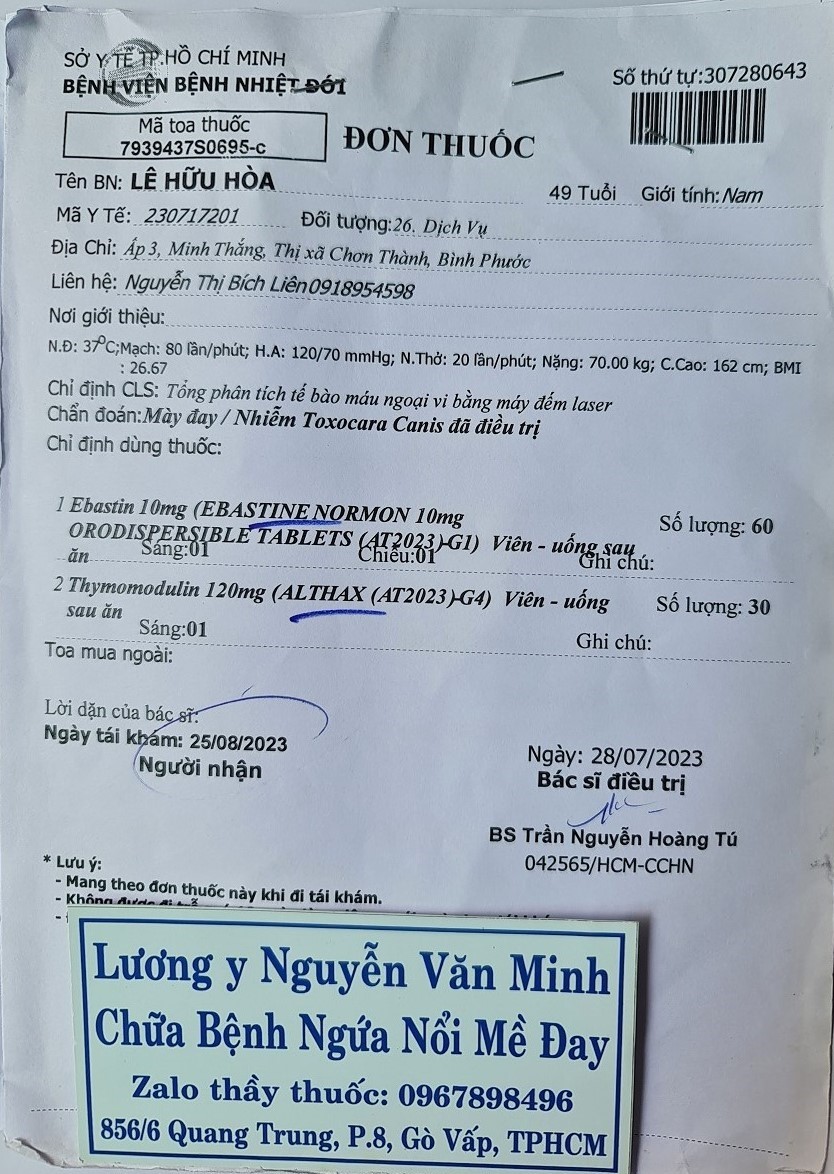 SỞ Y TẾ TP.HỒ CHÍ MINH
BỆNH VIỆN BỆNH NHIỆT ĐỚI
Số thứ tự:307280643
Mã toa thuốc
7939437S0695-c
ĐƠN THUỐC
Tên BN: LÊ HỮU HÒA
49 Tuổi Giới tính: Nam
Mã Y Tế: 230717201 Đối tượng:26. Dịch Vụ
Địa Chỉ: Ấp 3, Minh Thắng, Thị xã Chơn Thành, Bình Phước
Liên hệ: Nguyễn Thị Bích Liên0918954598
Nơi giới thiệu:
N.Đ: 37⁰C;Mạch: 80 lần/phút; H.A: 120/70 mmHg; N.Thở: 20 lần/phút; Nặng: 70.00 kg; C.Cao: 162 cm; BMI
: 26.67
Chỉ định CLS: Tổng phân tích tế bào máu ngoại vi bằng máy đếm laser
Chẩn đoán:Mày đay / Nhiễm Toxocara Canis đã điều trị
Chỉ định dùng thuốc:
1 Ebastin 10mg (EBASTINE NORMON 10mg Số lượng: 60
ORODISPERSIBLE TABLETS (AT2023)-G1) Viên - uống sau
ăn Sáng:01 Chiều:01 Ghi chú:
2 Thymomodulin 120mg (ALTHAX (AT2023)-G4) Viên - uống Số lượng: 30
sau ăn
Sáng:01 Ghi chú:
Toa mua ngoài:
Lời dặn của bác sĩ:
Ngày tái khám: 25/08/2023
Người nhận
Ngày: 28/07/2023
Bác sĩ điều trị
BS Trần Nguyễn Hoàng Tú
042565/HCM-CCHN
* Lưu ý:
- Mang theo đơn thuốc này khi đi tái khám.
- Không được
Lương y Nguyễn Văn Minh
Chữa Bệnh Ngứa Nổi Mề Đay
Zalo thầy thuốc: 0967898496
856/6 Quang Trung, P.8, Gò Vấp, TPHCM